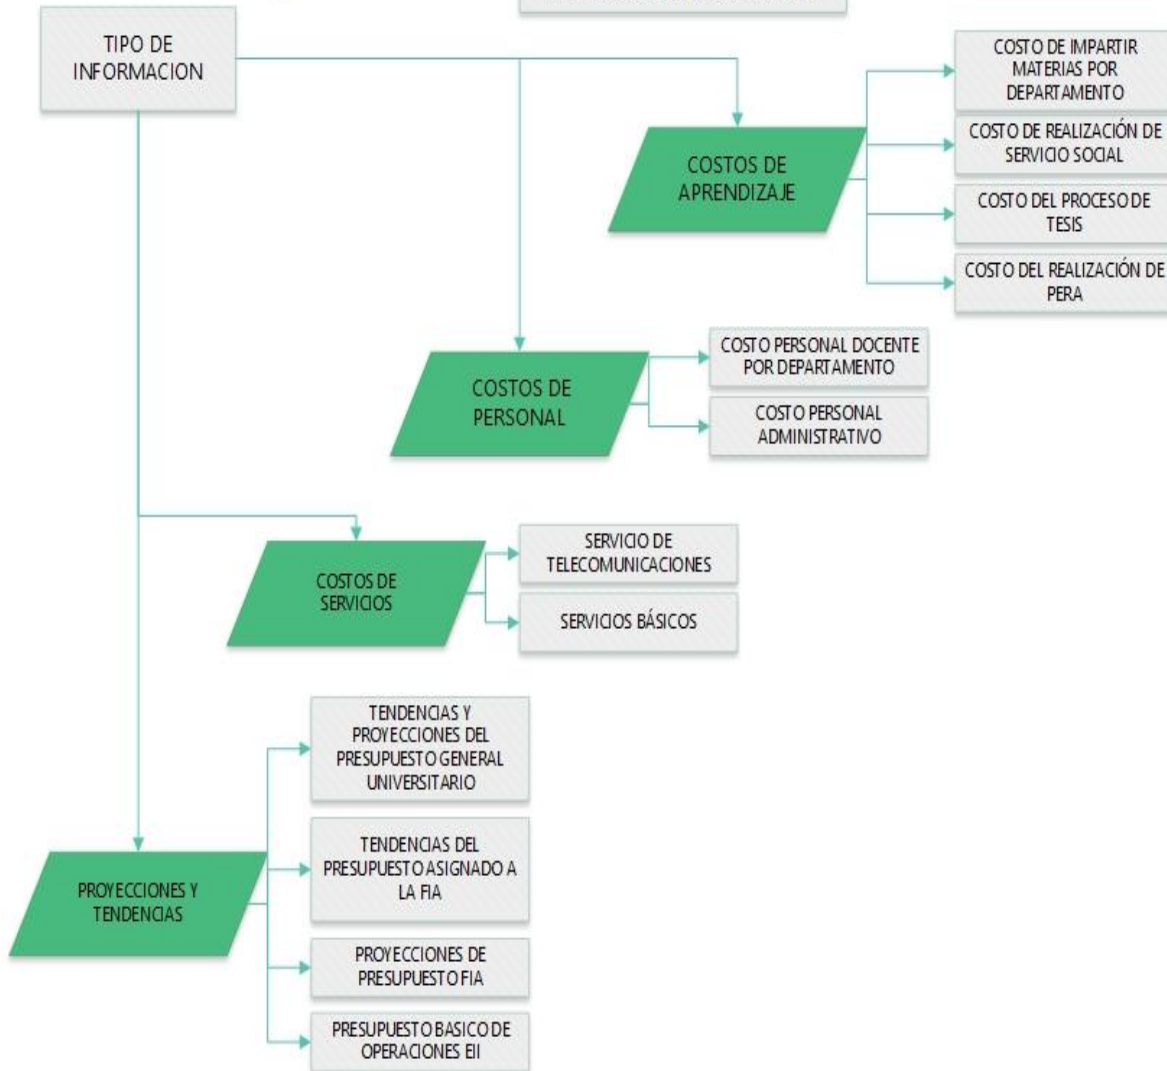 TIPO DE
INFORMACION
COSTOS DE
APRENDIZAJE
COSTO DE IMPARTIR
MATERIAS POR
DEPARTAMENTO
COSTO DE REALIZACIÓN DE
SERVICIO SOCIAL
COSTO DEL PROCESO DE
TESIS
COSTO DEL REALIZACIÓN DE
PERA
COSTOS DE
PERSONAL
COSTO PERSONAL DOCENTE
POR DEPARTAMENTO
COSTO PERSONAL
ADMINISTRATIVO
COSTOS DE
SERVICIOS
SERVICIO DE
TELECOMUNICACIONES
SERVICIOS BÁSICOS
PROYECCIONES Y
TENDENCIAS
TENDENCIAS Y
PROYECCIONES DEL
PRESUPUESTO GENERAL
UNIVERSITARIO
TENDENCIAS DEL
PRESUPUESTO ASIGNADO A
LA FIA
PROYECCIONES DE
PRESUPUESTO FIA
PRESUPUESTO BASICO DE
OPERACIONES EII